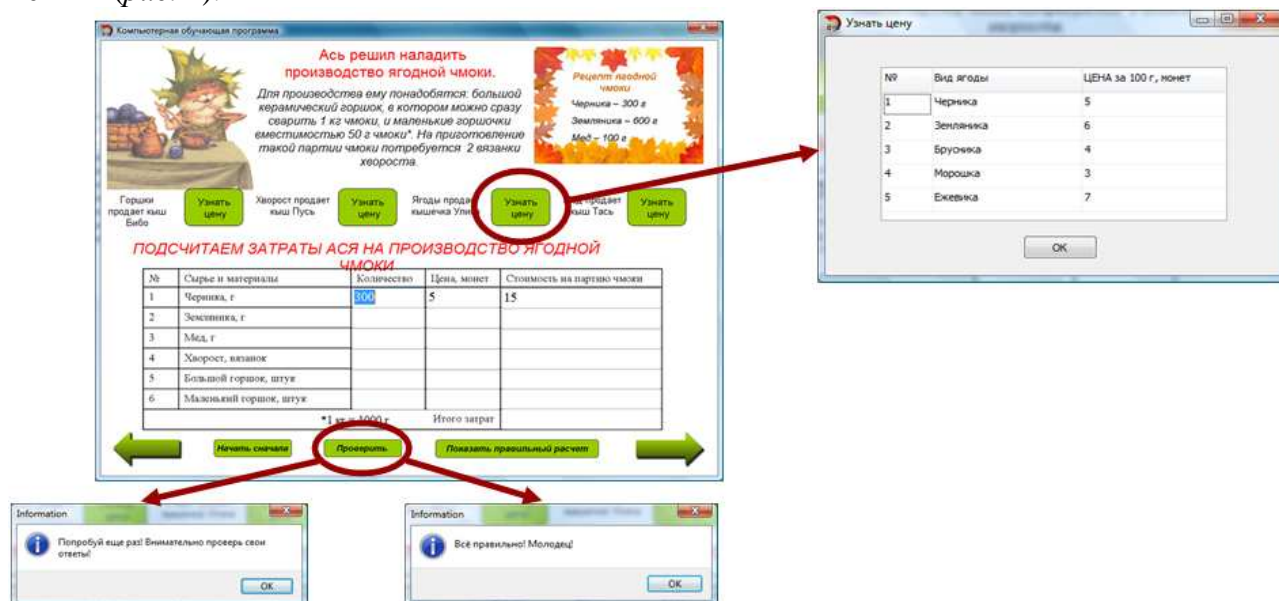 Компьютерная обучающая программа
Ась решил наладить
производство ягодной чмоки.
Для производства ему понадобятся: большой
керамический горшок, в котором можно сразу
сварить 1 кг чмоки, и маленькие горшочки
вместимостью 50 г чмоки*. На приготовление
такой партии чмоки потребуется 2 вязанки
хвороста.
Рецепт ягодной
чмоки
Черника – 300 г
Земляника – 600 г
Мед – 100 г
Горшки
продает кыш
Бибо
Узнать
цену
Хворост продает
кыш Пусь
Узнать
цену
Ягоды продает
кышечка
Узнать
цену
продает
кыш Тась
Узнать
цену
ПОДСЧИТАЕМ ЗАТРАТЫ АСЯ НА ПРОИЗВОДСТВО ЯГОДНОЙ
ЧМОКИ
№ Сырье и материалы Количество Цена, монет Стоимость на партию чмоки
1 Черника, г 300 5 15
2 Земляника, г
3 Мед, г
4 Хворост, вязанок
5 Большой горшок, штук
6 Маленький горшок, штук
*1 кг = 1000 г Итого затрат
Начать сначала
Проверить
Показать правильный расчет
Узнать цену
№ Вид ягоды ЦЕНА за 100 г, монет
1 Черника 5
2 Земляника 6
3 Брусника 4
4 Морошка 3
5 Ежевика 7
OK
Information
Попробуй еще раз! Внимательно проверь свои
ответы!
OK
Information
Всё правильно! Молодец!
OK